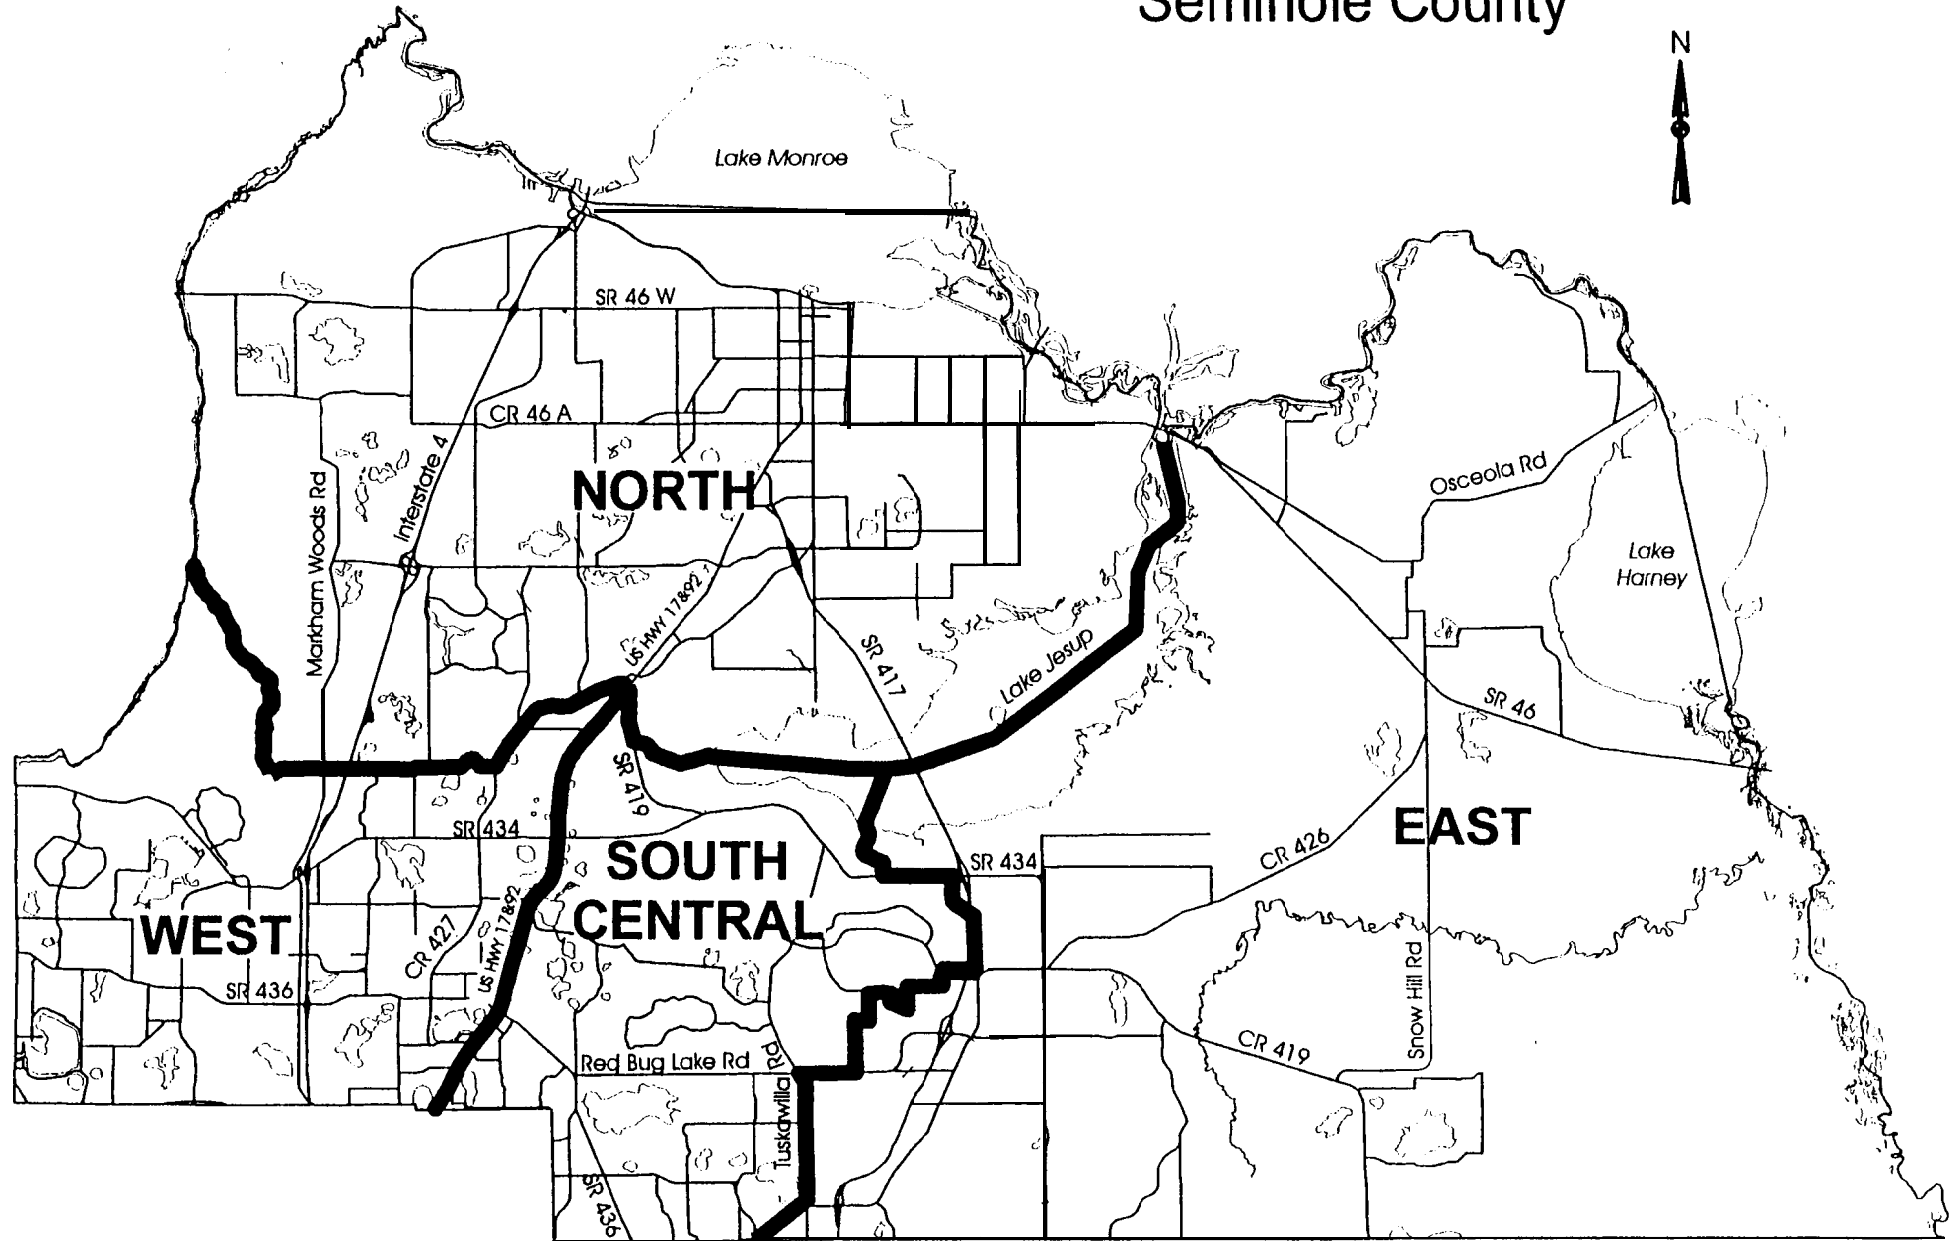 Seminole County
N
Lake Monroe
SR 46 W
CR 46 A
Interstate 4
Markham Woods Rd
NORTH
Osceola Rd
Lake
Harney
US HWY 17&92
SR 417
Lake Jesup
SR 46
SR 419
SR 434
SOUTH
CENTRAL
SR 434
CR 426
EAST
WEST
CR 427
US HWY 17&92
SR 436
Snow Hill Rd
Red Bug Lake Rd
Tuskawilla Rd
CR 419
SR 436